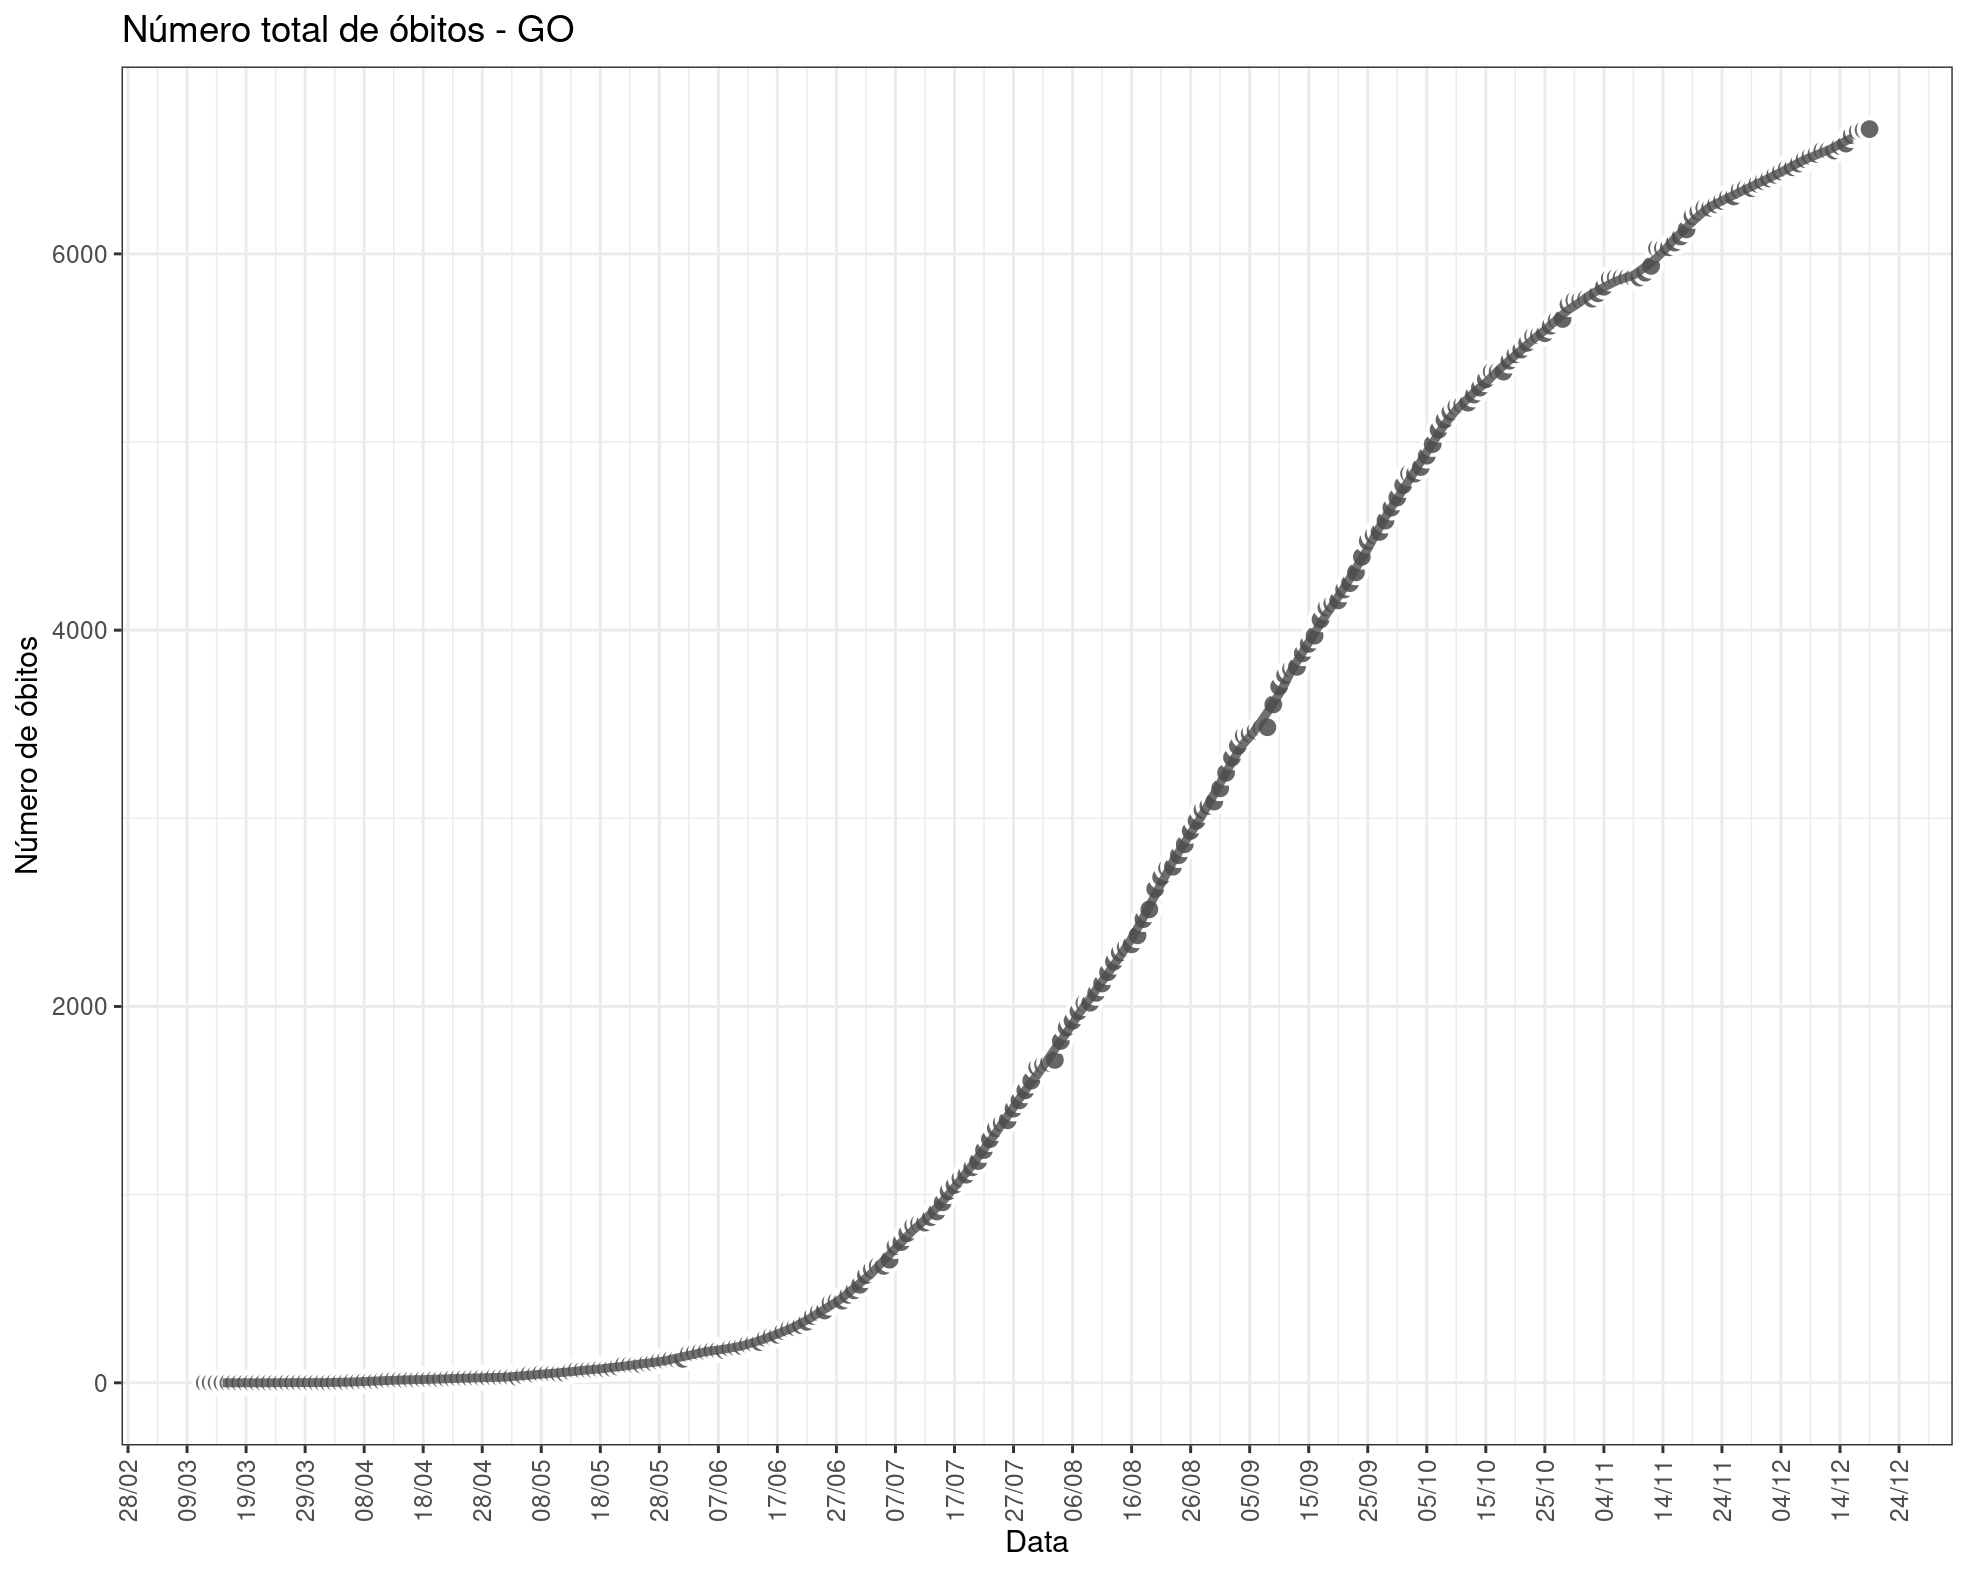 Número total de óbitos - GO
Número de óbitos
6000
4000
2000
0
28/02 09/03 19/03 29/03 08/04 18/04 28/04 08/05 18/05 28/05 07/06 17/06 27/06 07/07 17/07 27/07 06/08 16/08 26/08 05/09 15/09 25/09 05/10 15/10 25/10 04/11 14/11 24/11 04/12 14/12 24/12
Data